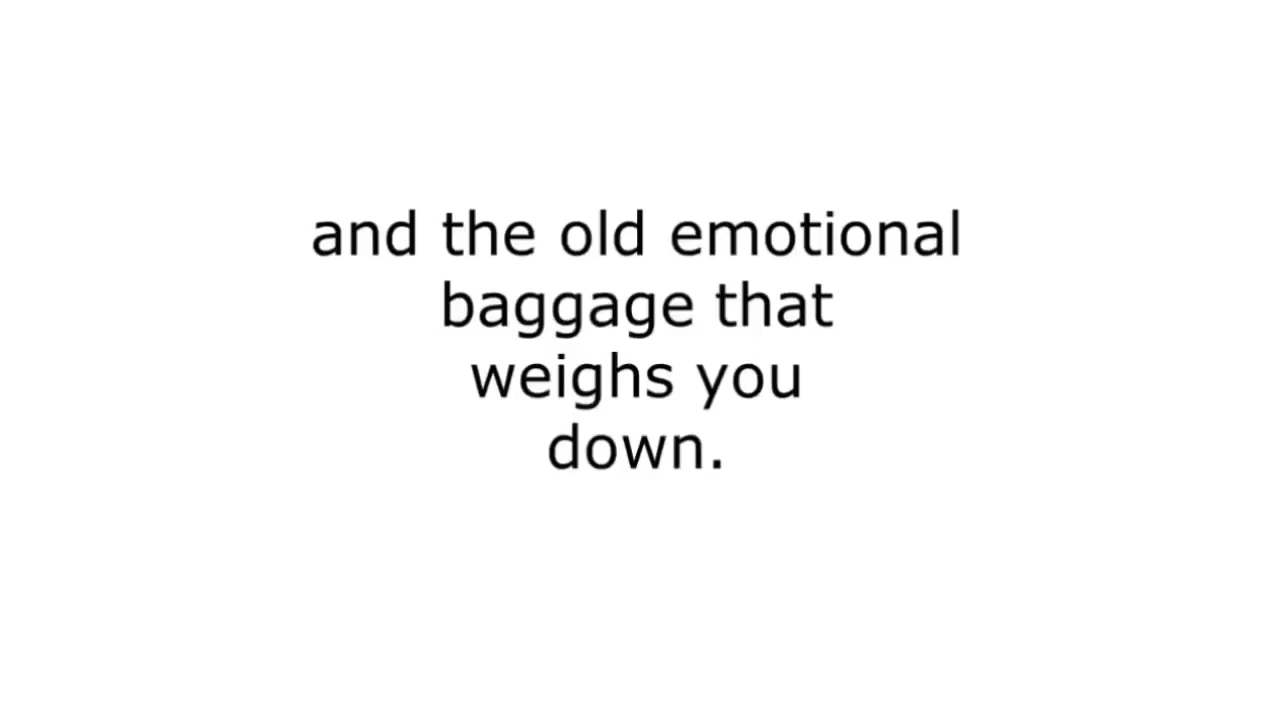 and the old emotional
baggage that
weighs you
down.